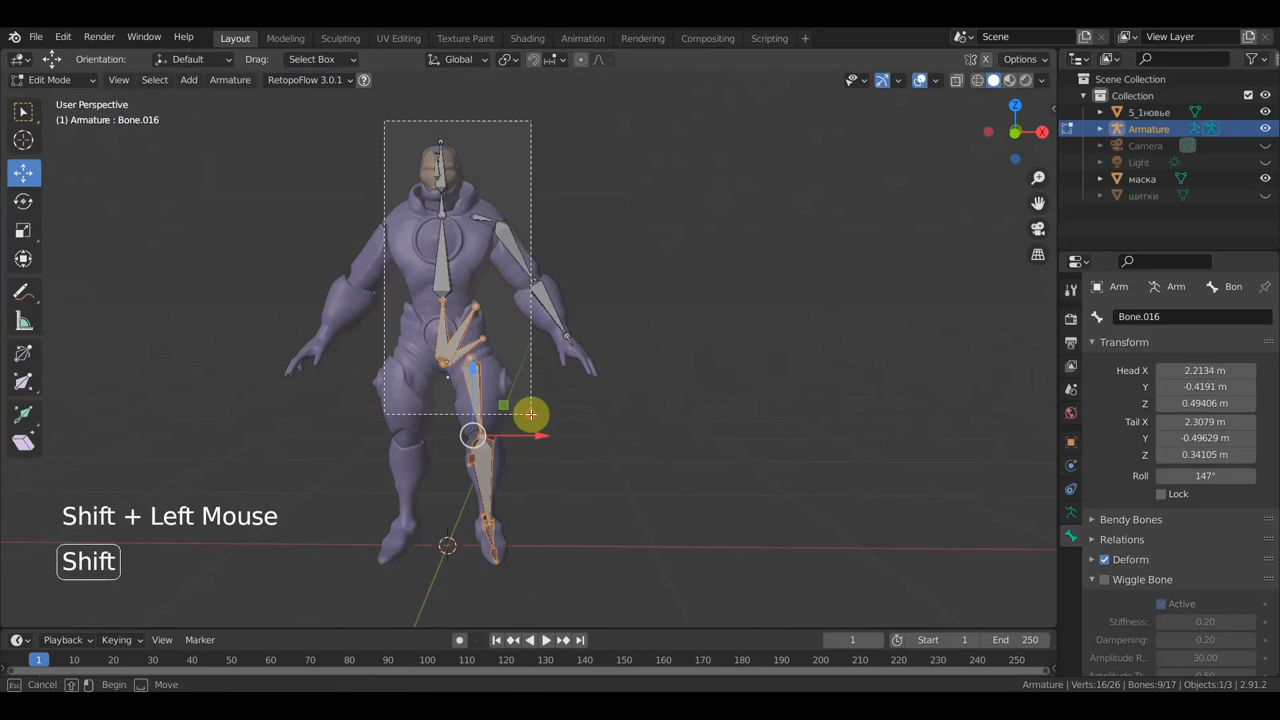 File Edit Render Window Help Layout Modeling Sculpting UV Editing Texture Paint Shading Animation Rendering Compositing Scripting + Scene View Layer
Orientation: Default Drag: Select Box Global X Options
Edit Mode View Select Add Armature RetopoFlow 3.0.1 ?
User Perspective
(1) Armature : Bone.016
Z
X
Scene Collection
Collection
5_1новье
Armature
Camera
Light
маска
щитки
Arm Arm Bon
Bone.016
Transform
Head X 2.2134 m
Y -0.4191 m
Z 0.49406 m
Tail X 2.3079 m
Y -0.49629 m
Z 0.34105 m
Roll 147°
Lock
Bendy Bones
Relations
Deform
Wiggle Bone
Active
Stiffness: 0.20
Dampening: 0.20
Amplitude R... 30.00
Shift + Left Mouse
Shift
Playback Keying View Marker 1 Start 1 End 250
1 10 20 30 40 50 60 70 80 90 100 110 120 130 140 150 160 170 180 190 200 210 220 230 240 250
Esc Cancel Begin Move Armature | Verts:16/26 | Bones:9/17 | Objects:1/3 | 2.91.2